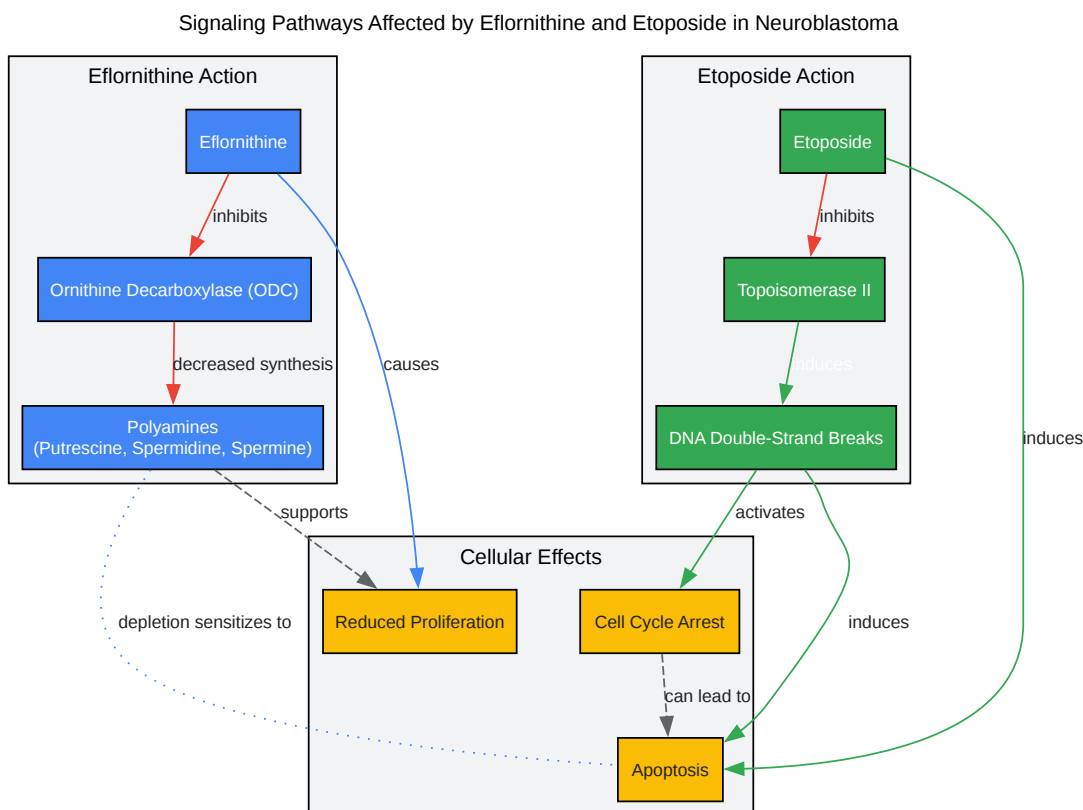 Signaling Pathways Affected by Eflornithine and Etoposide in Neuroblastoma
Eflornithine Action
Etoposide Action
Eflornithine
Etoposide
inhibits
inhibits
Ornithine Decarboxylase (ODC)
Topoisomerase II
decreased synthesis
causes
induces
Polyamines
(Putrescine, Spermidine, Spermine)
DNA Double-Strand Breaks
induces
supports
activates
Cellular Effects
Reduced Proliferation
Cell Cycle Arrest
depletion sensitizes to
induces
can lead to
Apoptosis